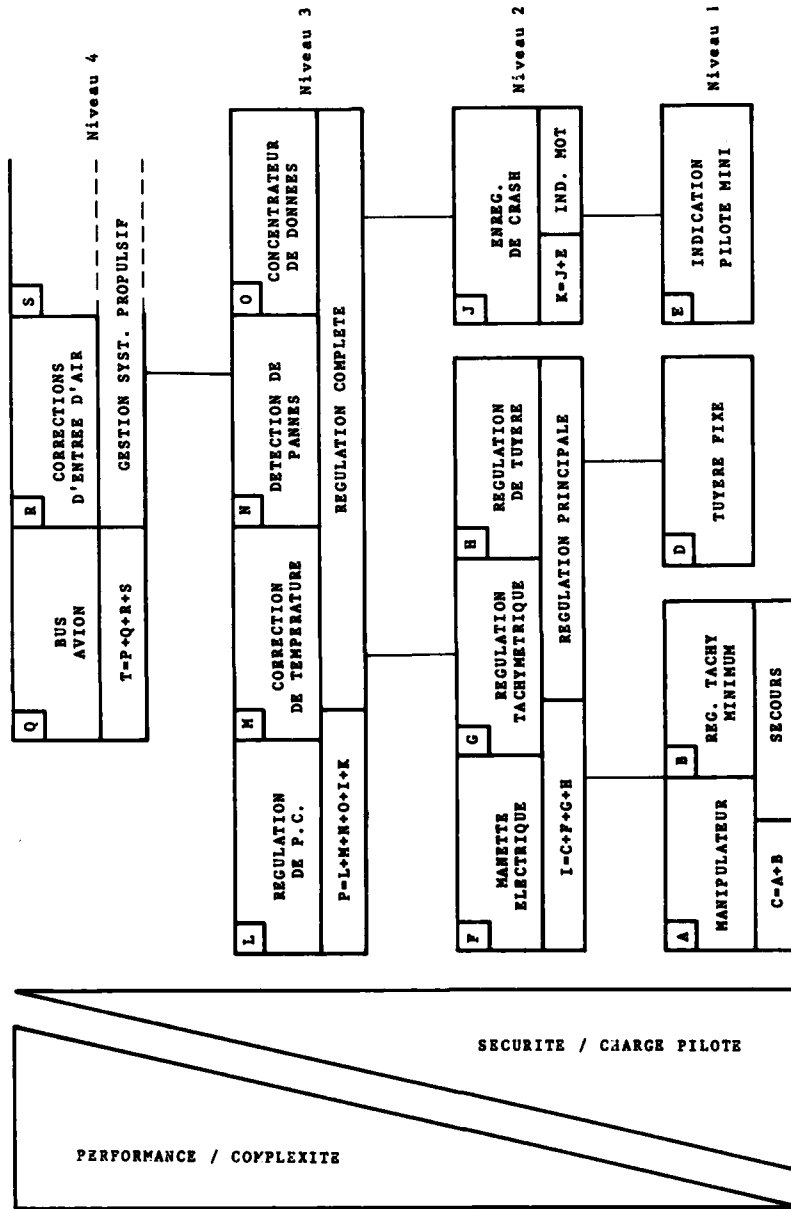 Niveau 4
Q
BUS
AVION
R
CORRECTIONS
D'ENTREE D'AIR
S
T=P+Q+R+S
GESTION SYST. PROPULSIF
Niveau 3
L
REGULATION
DE P.C.
M
CORRECTION
DE TEMPERATURE
N
DETECTION DE
PANNES
O
CONCENTRATEUR
DE DONNEES
P=L+M+N+O+I+K
REGULATION COMPLETE
Niveau 2
F
MANETTE
ELECTRIQUE
G
REGULATION
TACHYMETRIQUE
H
REGULATION
DE TUYERE
I=C+F+G+H
REGULATION PRINCIPALE
J
ENREG.
DE CRASH
K=J+E
IND. MOT
Niveau 1
A
MANIPULATEUR
B
REG. TACHY
MINIMUM
C=A+B
SECOURS
D
TUYERE FIXE
E
INDICATION
PILOTE MINI
SECURITE / CHARGE PILOTE
PERFORMANCE / COMPLEXITE